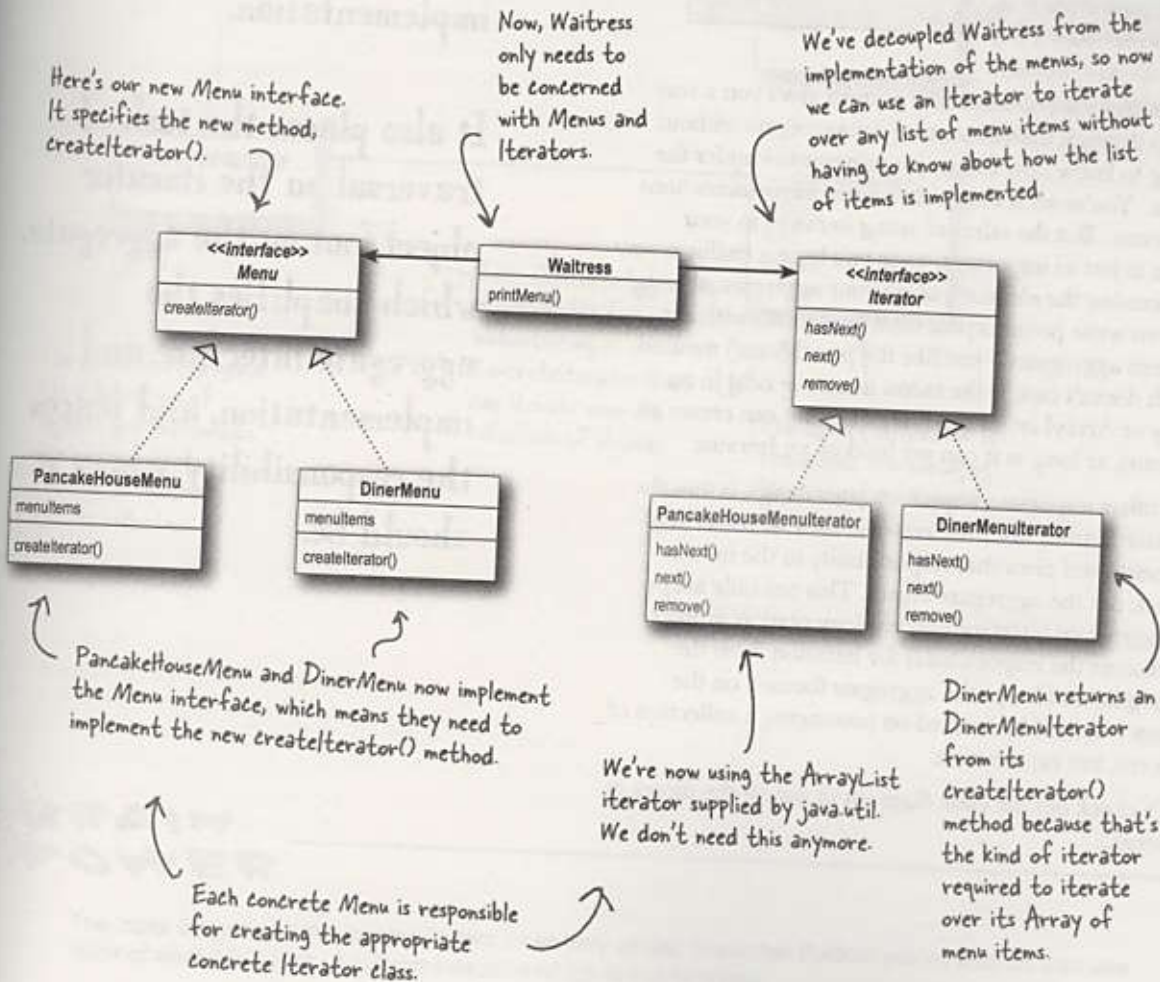 Here's our new Menu interface.
It specifies the new method,
createIterator().
Now, Waitress
only needs to
be concerned
with Menus and
Iterators.
We've decoupled Waitress from the
implementation of the menus, so now
we can use an Iterator to iterate
over any list of menu items without
having to know about how the list
of items is implemented.
<<interface>>
Menu
createIterator()
Waitress
printMenu()
<<interface>>
Iterator
hasNext()
next()
remove()
PancakeHouseMenu
menuItems
createIterator()
DinerMenu
menuItems
createIterator()
PancakeHouseMenuIterator
hasNext()
next()
remove()
DinerMenuIterator
hasNext()
next()
remove()
PancakeHouseMenu and DinerMenu now implement
the Menu interface, which means they need to
implement the new createIterator() method.
We're now using the ArrayList
iterator supplied by java.util.
We don't need this anymore.
DinerMenu returns an
DinerMenuIterator
from its
createIterator()
method because that's
the kind of iterator
required to iterate
over its Array of
menu items.
Each concrete Menu is responsible
for creating the appropriate
concrete Iterator class.